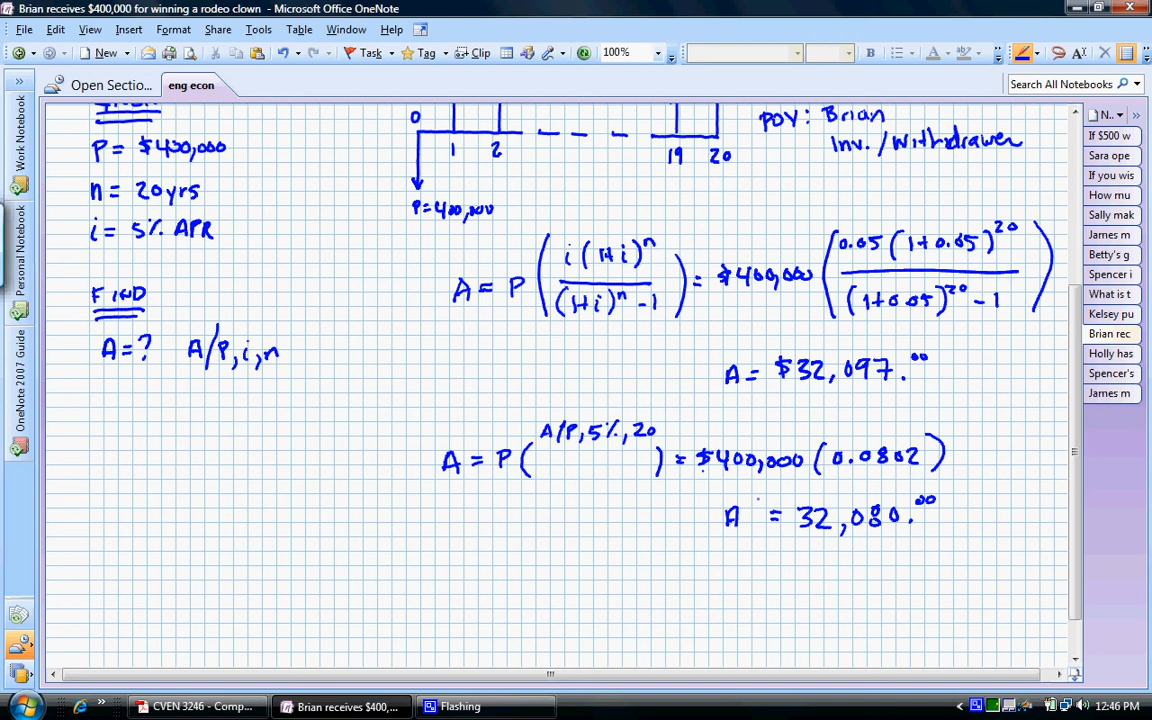 Brian receives $400,000 for winning a rodeo clown - Microsoft Office OneNote
File Edit View Insert Format Share Tools Table Window Help
New Task Tag Clip 100% B A A
Open Sectio... eng econ
Search All Notebooks
Work Notebook
Personal Notebook
OneNote 2007 Guide
P = $400,000
n = 20yrs
i = 5% APR
FIND
A=? A/P, i, n
0 1 2 19 20
P=400,000
POV: Brian
Inv./Withdrawer
A = P ( i(1+i)^n / (1+i)^n - 1 ) = $400,000 ( 0.05(1+0.05)^20 / (1+0.05)^20 - 1 )
A = $32,097.00
A = P( A/P, 5%, 20 ) = $400,000 (0.0802)
A = 32,080.00
N..
If $500 w
Sara ope
If you wis
How mu
Sally mak
James m
Betty's g
Spencer i
What is t
Kelsey pu
Brian rec
Holly has
Spencer's
James m
CVEN 3246 - Comp... Brian receives $400,... Flashing 12:46 PM